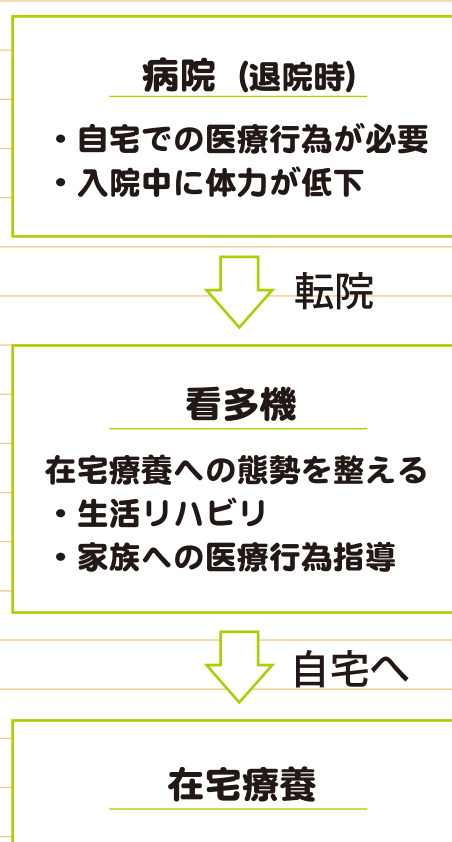 病院（退院時）
・自宅での医療行為が必要
・入院中に体力が低下
転院
看多機
在宅療養への態勢を整える
・生活リハビリ
・家族への医療行為指導
自宅へ
在宅療養